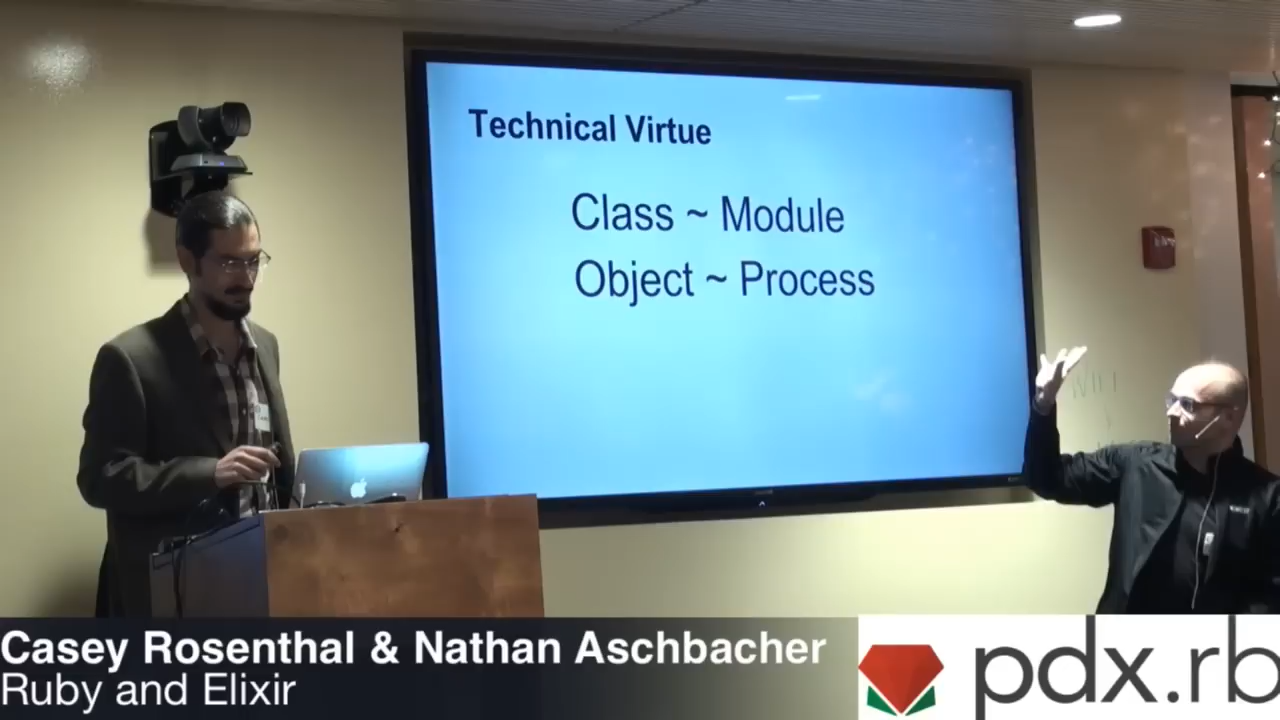 Technical Virtue
Class ~ Module
Object ~ Process
Casey Rosenthal & Nathan Aschbacher
Ruby and Elixir
pdx.rb